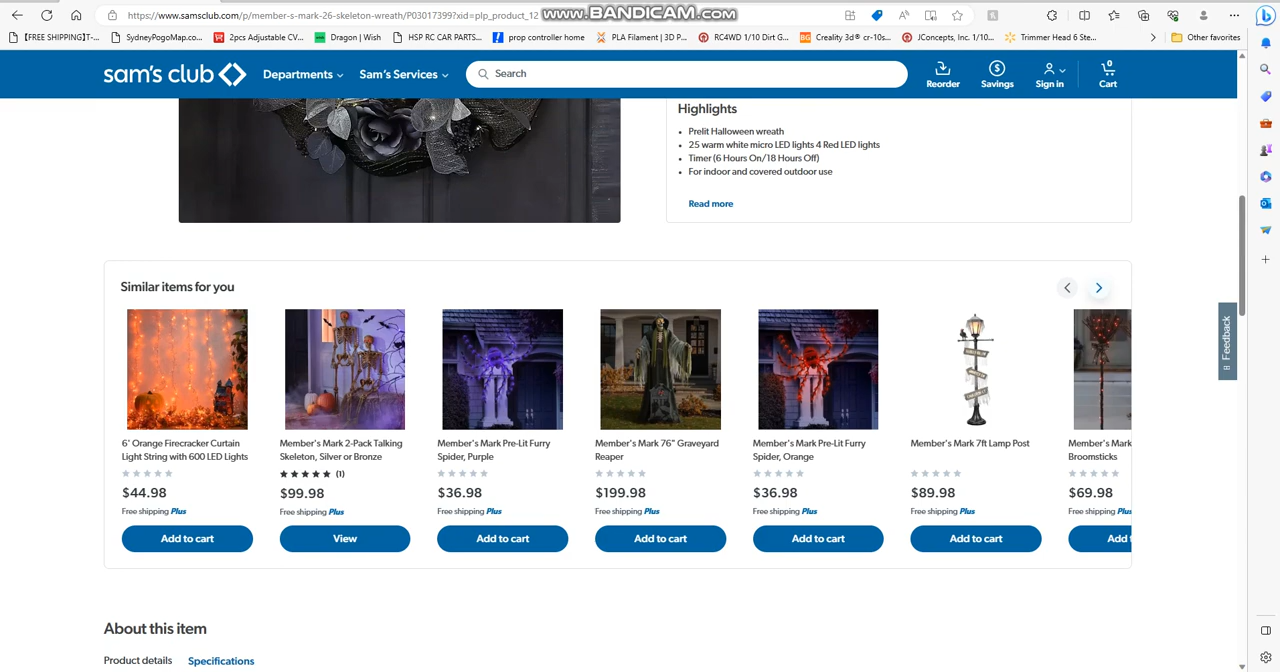 https://www.samsclub.com/p/member-s-mark-26-skeleton-wreath/P03017399?xid=plp_product_12
www.BANDICAM.com
【FREE SHIPPING】T-...
SydneyPogoMap.co...
2pcs Adjustable CV...
Dragon | Wish
HSP RC CAR PARTS...
prop controller home
PLA Filament | 3D P...
RC4WD 1/10 Dirt G...
Creality 3d® cr-10s...
JConcepts, Inc. 1/10...
Trimmer Head 6 Ste...
Other favorites
sam's club
Departments
Sam's Services
Search
Reorder
Savings
Sign in
0
Cart
Highlights
Prelit Halloween wreath
25 warm white micro LED lights 4 Red LED lights
Timer (6 Hours On/18 Hours Off)
For indoor and covered outdoor use
Read more
Feedback
Similar items for you
6' Orange Firecracker Curtain
Light String with 600 LED Lights
$44.98
Free shipping Plus
Add to cart
Member's Mark 2-Pack Talking
Skeleton, Silver or Bronze
(1)
$99.98
Free shipping Plus
View
Member's Mark Pre-Lit Furry
Spider, Purple
$36.98
Free shipping Plus
Add to cart
Member's Mark 76" Graveyard
Reaper
$199.98
Free shipping Plus
Add to cart
Member's Mark Pre-Lit Furry
Spider, Orange
$36.98
Free shipping Plus
Add to cart
Member's Mark 7ft Lamp Post
$89.98
Free shipping Plus
Add to cart
Member's Mark
Broomsticks
$69.98
Free shipping Plus
Add t
About this item
Product details
Specifications